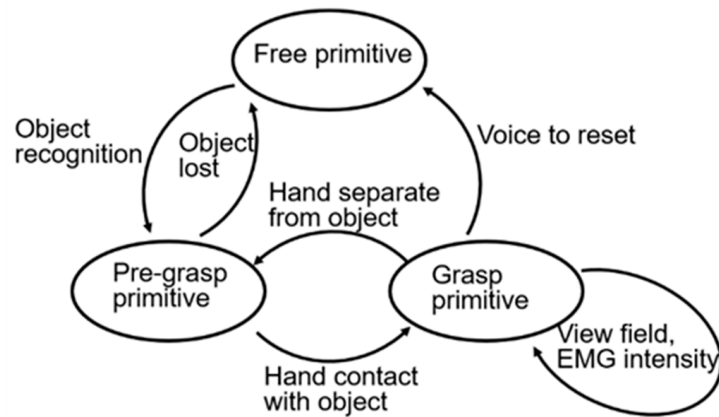 Free primitive
Object
recognition
Object
lost
Voice to reset
Hand separate
from object
Pre-grasp
primitive
Grasp
primitive
View field,
EMG intensity
Hand contact
with object